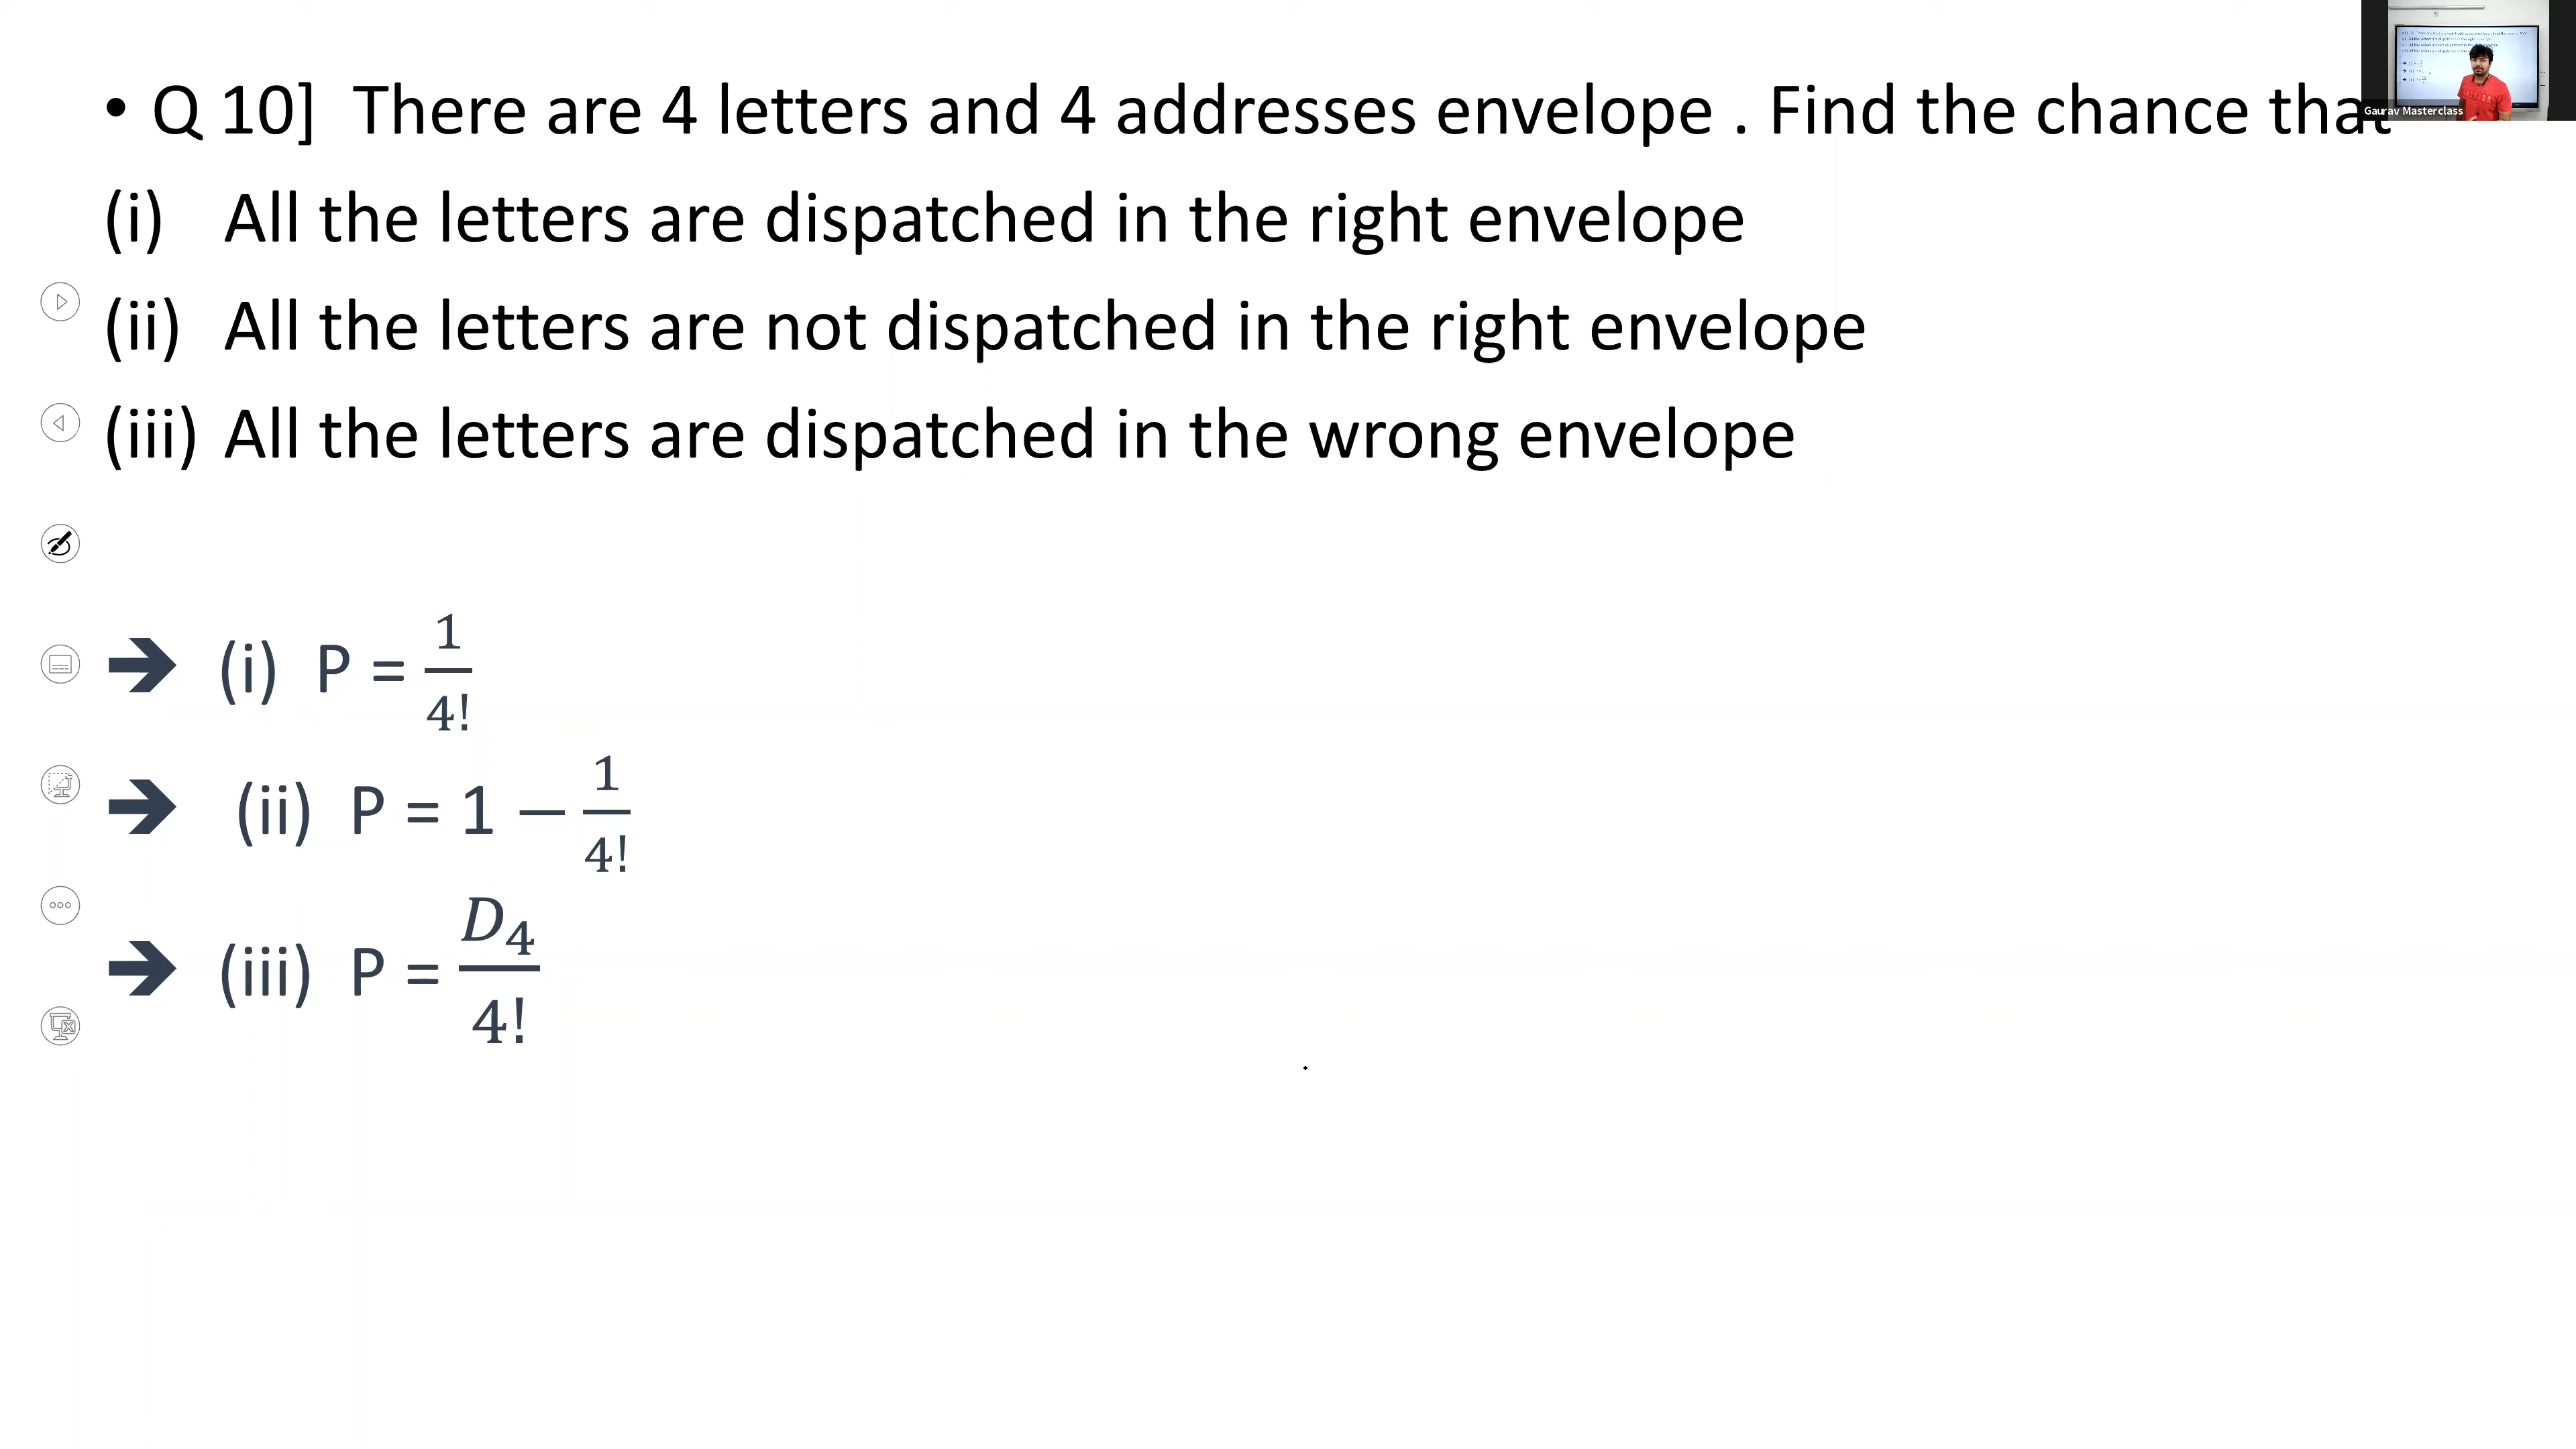 • Q 10] There are 4 letters and 4 addresses envelope . Find the chance that
Gaurav Masterclass
(i) All the letters are dispatched in the right envelope
(ii) All the letters are not dispatched in the right envelope
(iii) All the letters are dispatched in the wrong envelope
➔ (i) P = 1/4!
➔ (ii) P = 1 − 1/4!
➔ (iii) P = D₄/4!